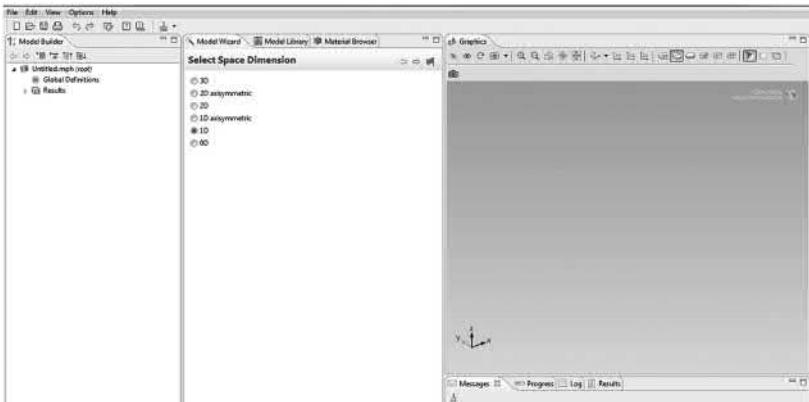 File Edit View Options Help
Model Builder
Untitled.mph (root)
Global Definitions
Results
Model Wizard Model Library Material Browser
Select Space Dimension
3D
2D axisymmetric
2D
1D axisymmetric
1D
0D
Graphics
y z x
Messages Progress Log Results